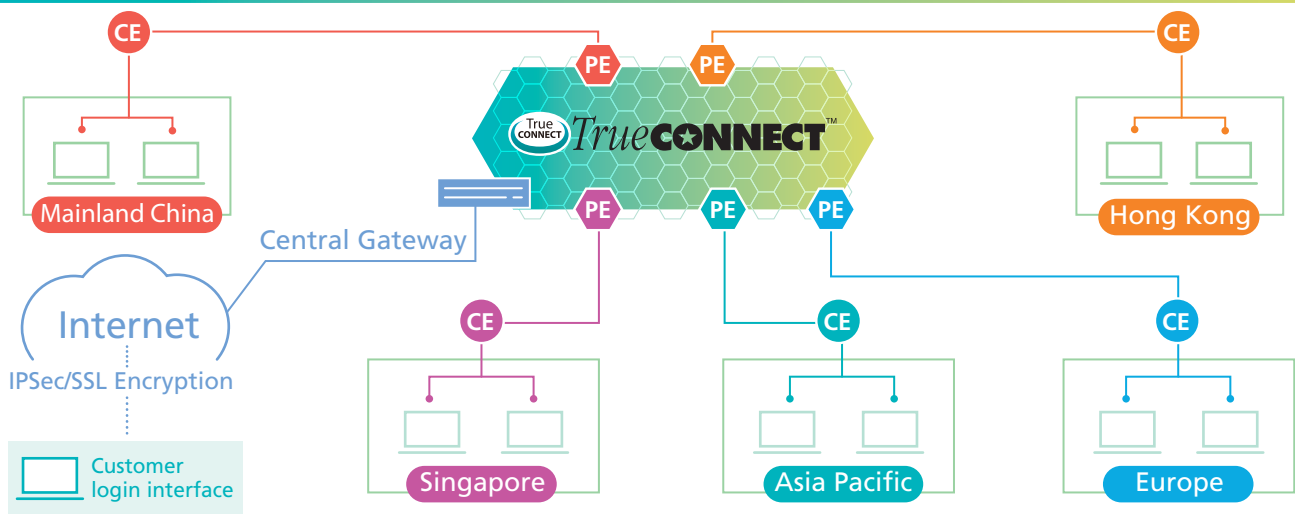 CE
PE
PE
CE
True
CONNECT
TrueCONNECT™
Mainland China
PE
PE
PE
Hong Kong
Central Gateway
Internet
IPSec/SSL Encryption
Customer
login interface
CE
CE
CE
Singapore
Asia Pacific
Europe